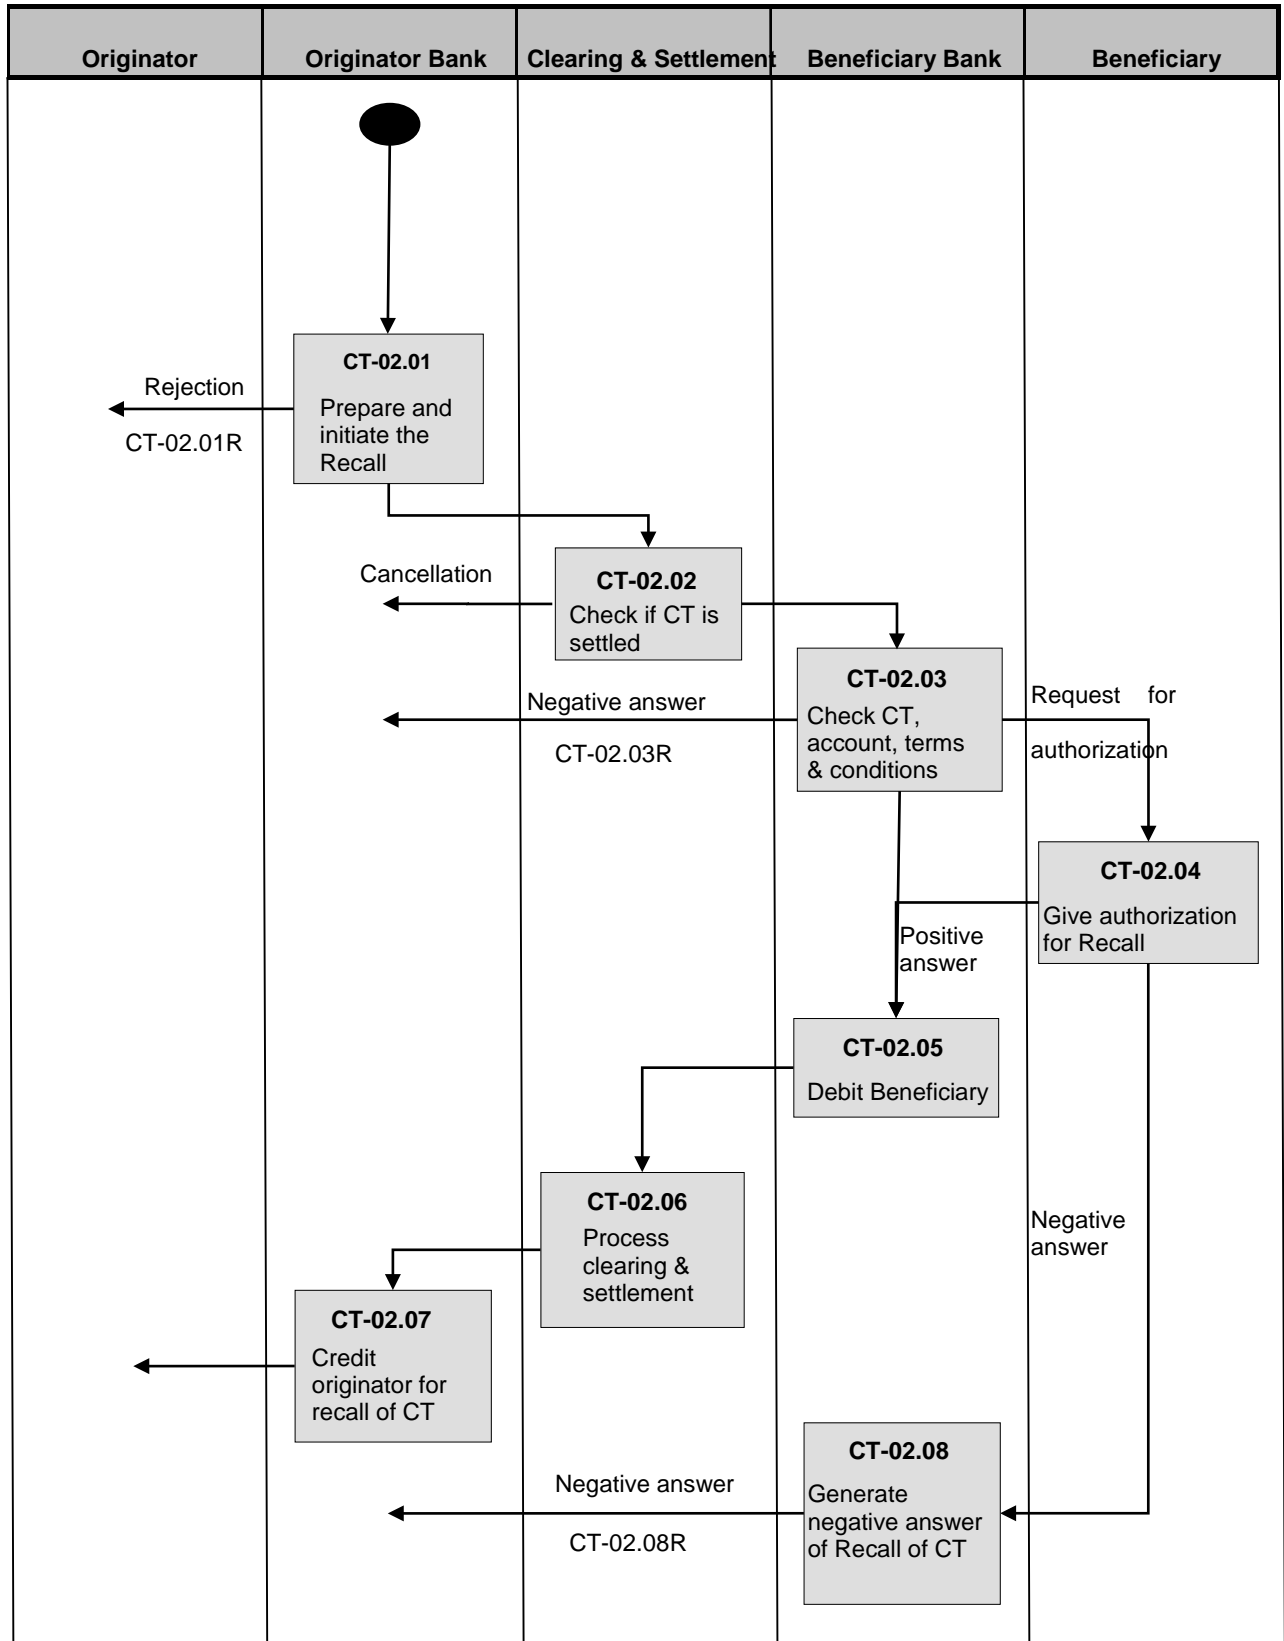 Originator
Originator Bank
Clearing & Settlement
Beneficiary Bank
Beneficiary
CT-02.01
Prepare and
initiate the
Recall
Rejection
CT-02.01R
CT-02.02
Check if CT is
settled
Cancellation
CT-02.03
Check CT,
account, terms
& conditions
Negative answer
CT-02.03R
Request for
authorization
CT-02.04
Give authorization
for Recall
Positive
answer
CT-02.05
Debit Beneficiary
CT-02.06
Process
clearing &
settlement
Negative
answer
CT-02.07
Credit
originator for
recall of CT
CT-02.08
Generate
negative answer
of Recall of CT
Negative answer
CT-02.08R